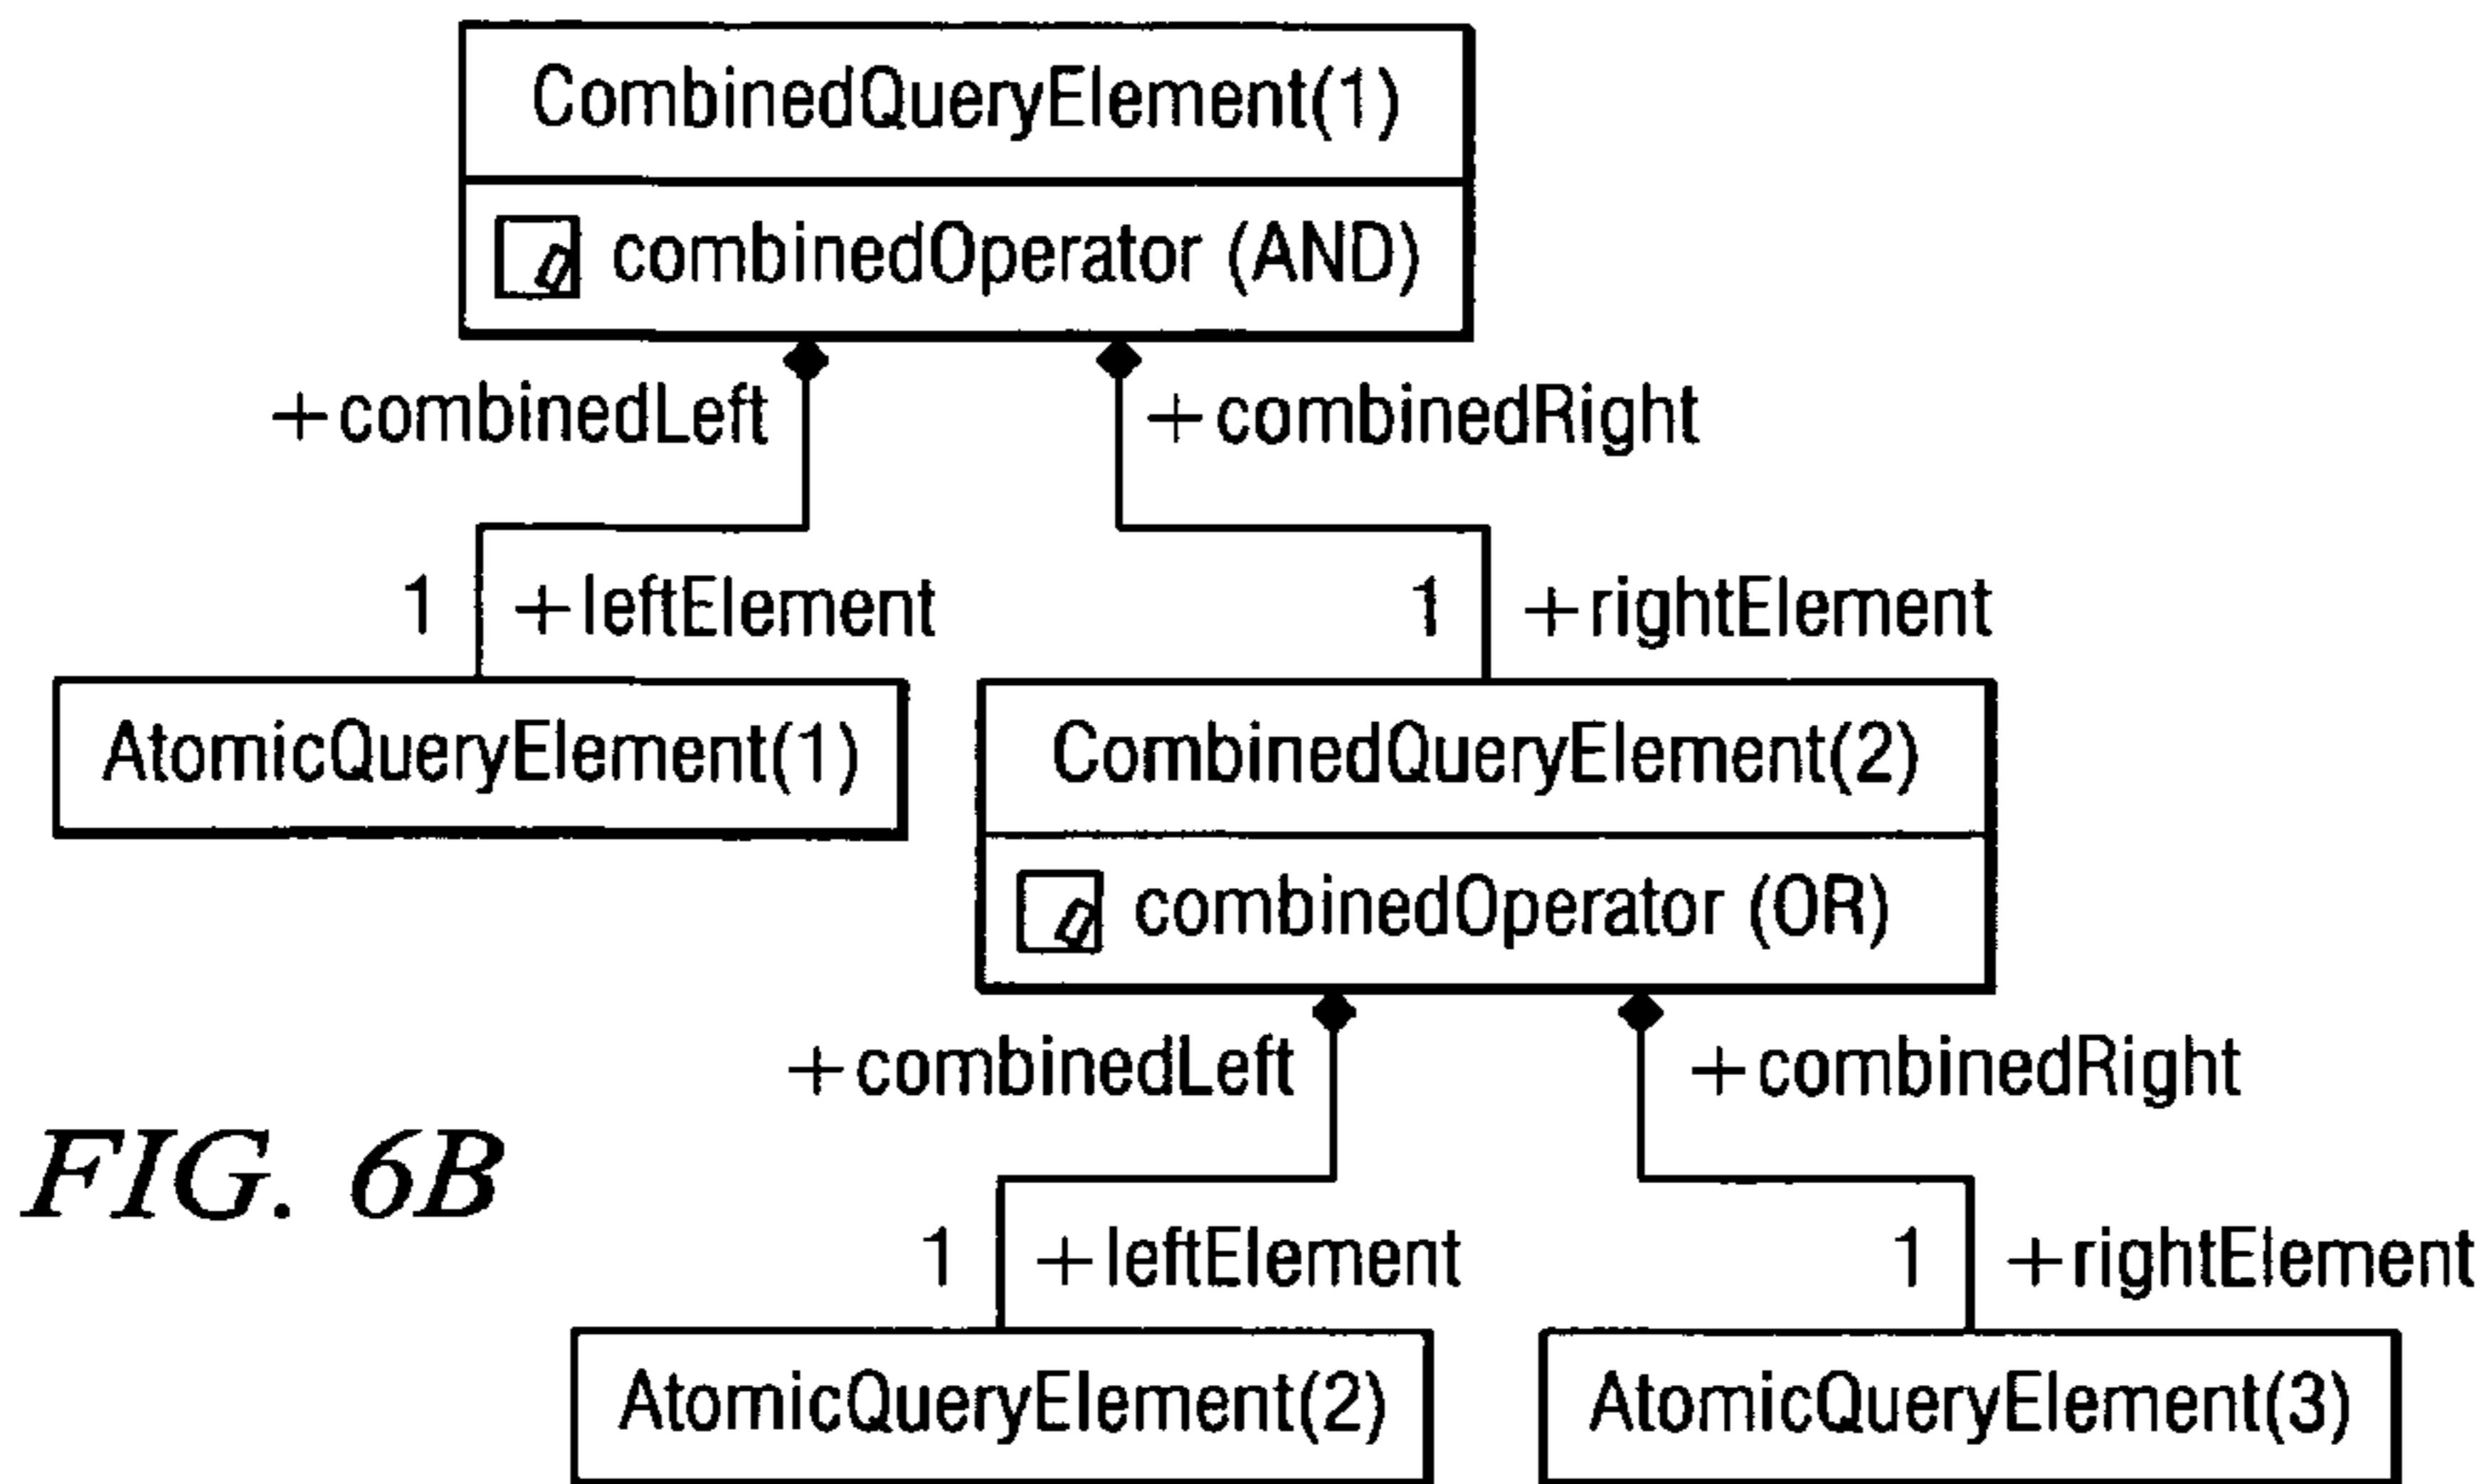 CombinedQueryElement(1)
combinedOperator (AND)
+combinedLeft
+combinedRight
1
+leftElement
1
+rightElement
AtomicQueryElement(1)
CombinedQueryElement(2)
combinedOperator (OR)
+combinedLeft
+combinedRight
FIG. 6B
1
+leftElement
1
+rightElement
AtomicQueryElement(2)
AtomicQueryElement(3)